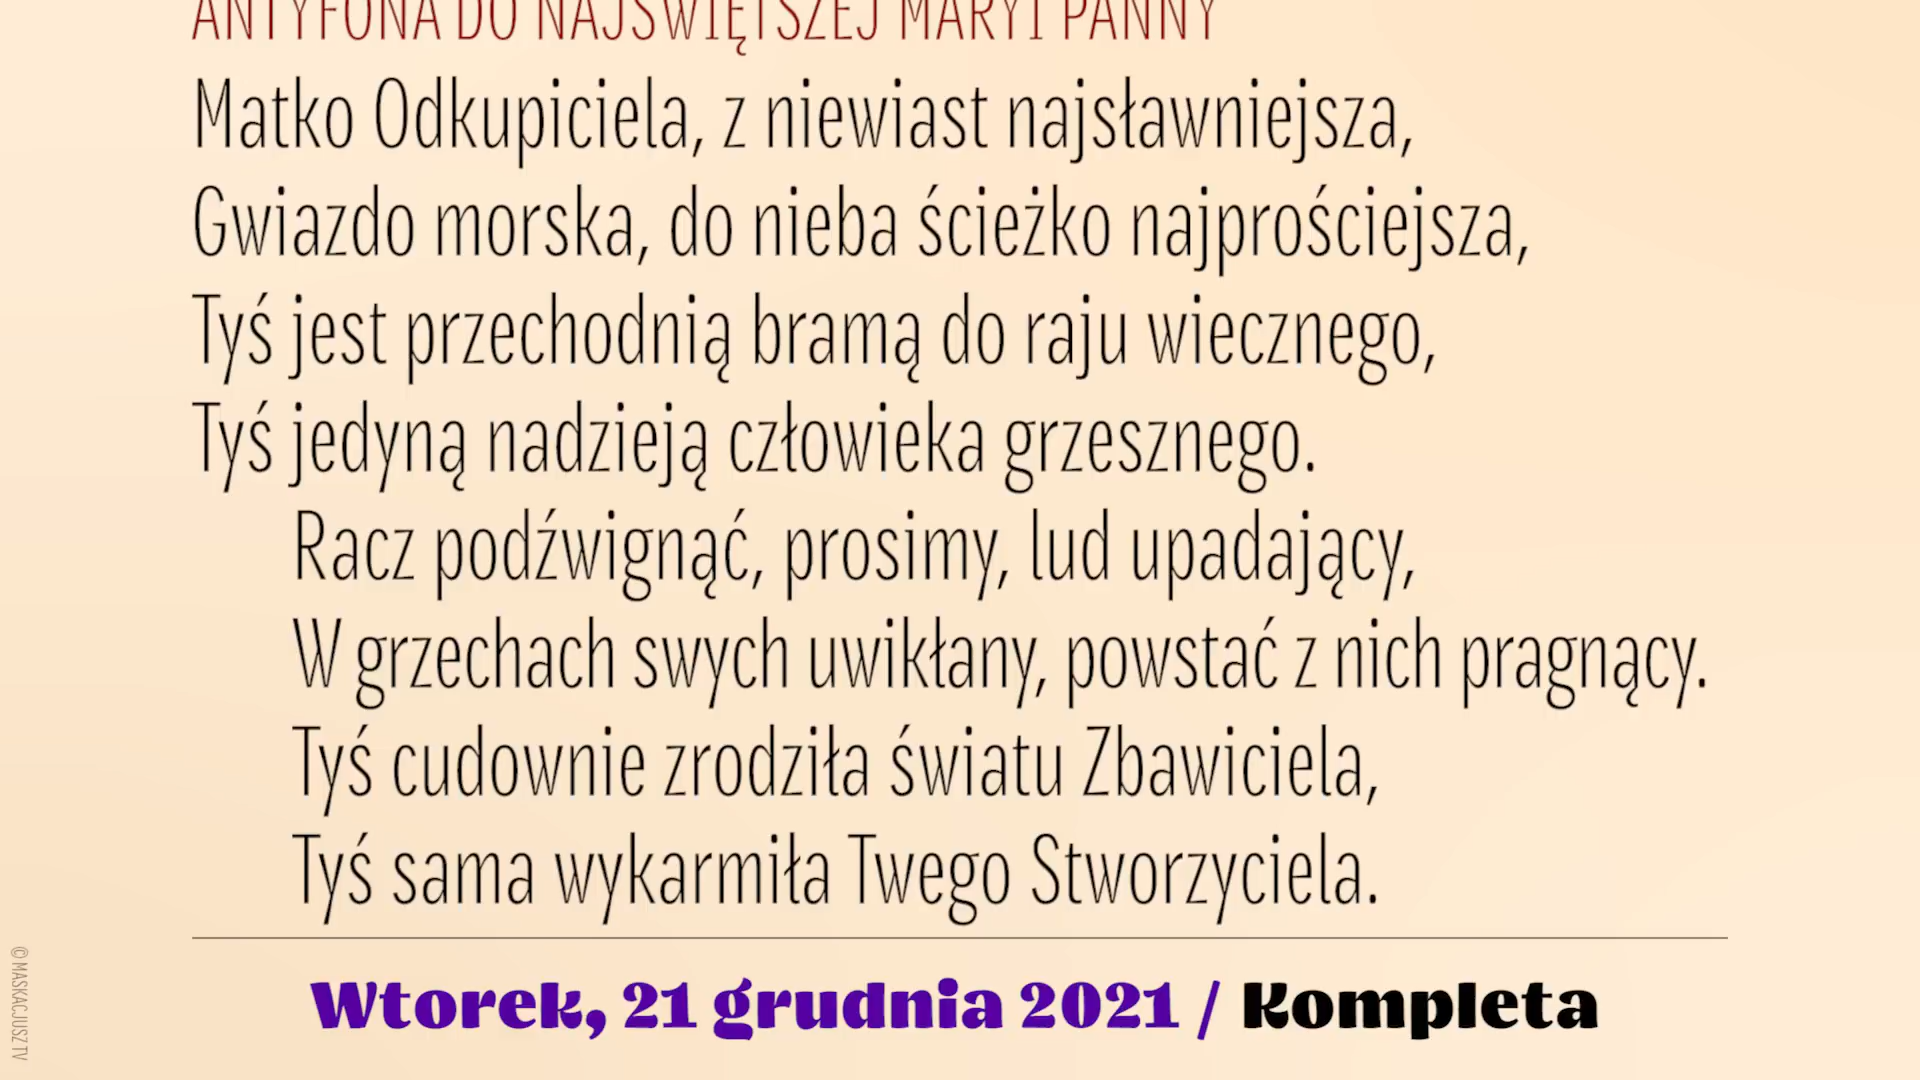 ANTYFONA DO NAJŚWIĘTSZEJ MARYI PANNY
Matko Odkupiciela, z niewiast najsławniejsza,
Gwiazdo morska, do nieba ścieżko najprościejsza,
Tyś jest przechodnią bramą do raju wiecznego,
Tyś jedyną nadzieją człowieka grzesznego.
Racz podźwignąć, prosimy, lud upadający,
W grzechach swych uwikłany, powstać z nich pragnący.
Tyś cudownie zrodziła światu Zbawiciela,
Tyś sama wykarmiła Twego Stworzyciela.
Wtorek, 21 grudnia 2021 / Kompleta
© MASKACJUSZ TV